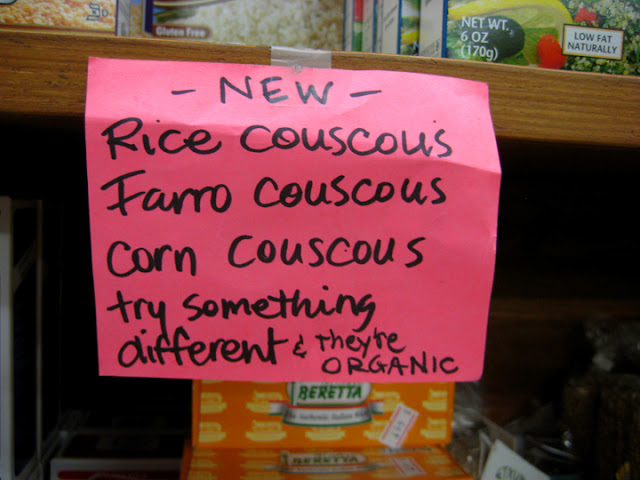 Gluten Free
NET WT.
6 OZ
(170g)
LOW FAT
NATURALLY
- NEW -
Rice couscous
Farro couscous
corn couscous
try something
different & they're
ORGANIC
BERETTA
BERETTA